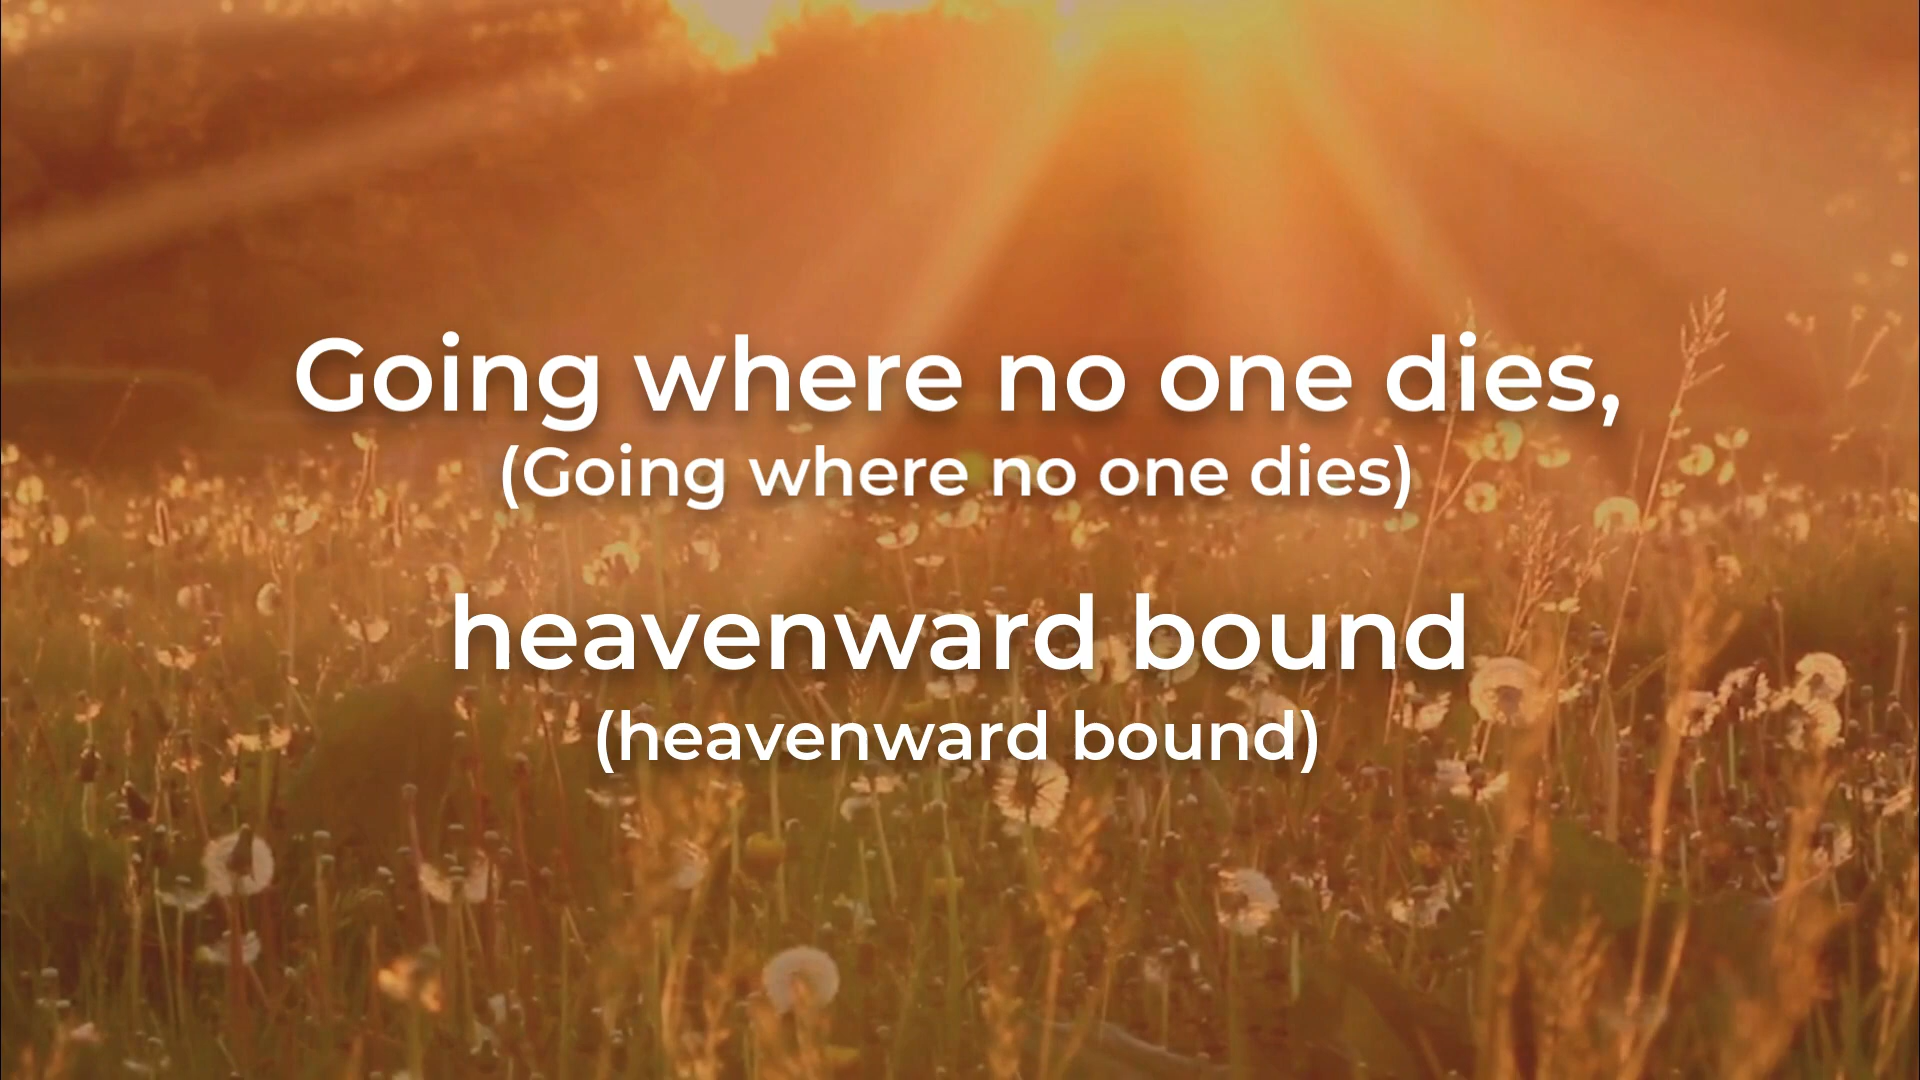 Going where no one dies,
(Going where no one dies)
heavenward bound
(heavenward bound)